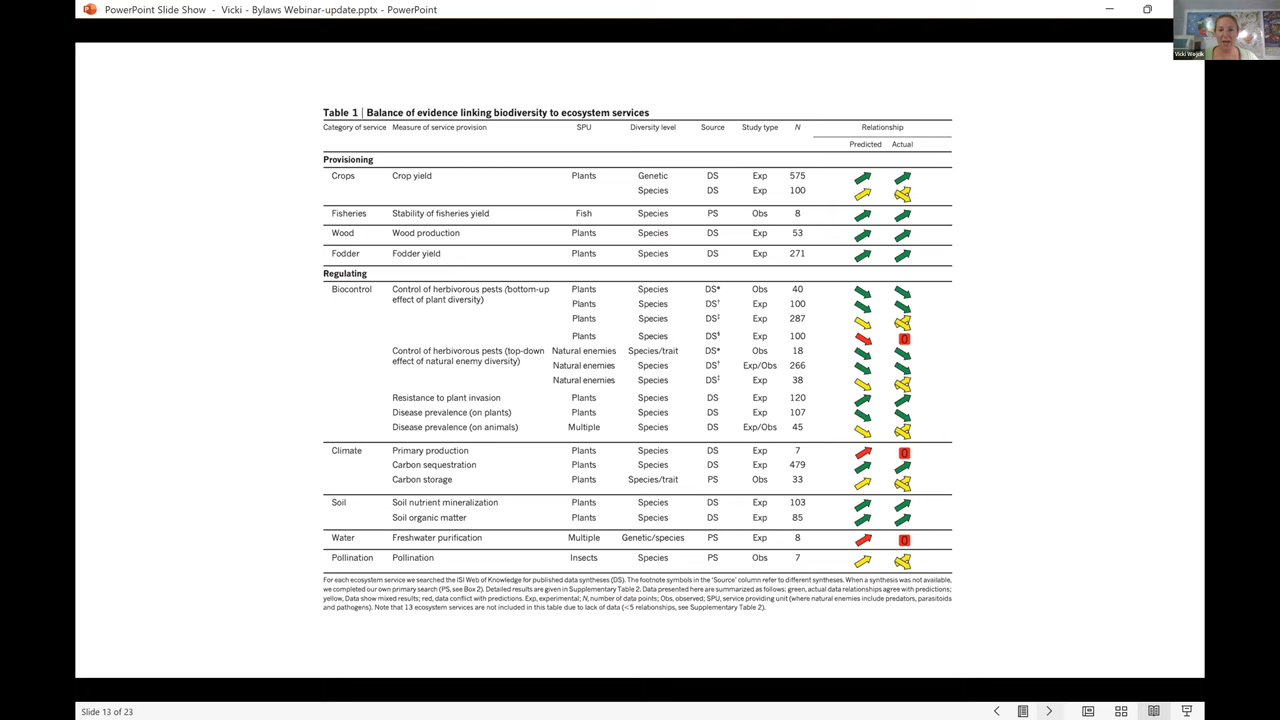 PowerPoint Slide Show - Vicki - Bylaws Webinar-update.pptx - PowerPoint
Vicki Wojcik
Table 1 | Balance of evidence linking biodiversity to ecosystem services
Category of service Measure of service provision SPU Diversity level Source Study type N Relationship
Predicted Actual
Provisioning
Crops Crop yield Plants Genetic DS Exp 575
Species DS Exp 100
Fisheries Stability of fisheries yield Fish Species PS Obs 8
Wood Wood production Plants Species DS Exp 53
Fodder Fodder yield Plants Species DS Exp 271
Regulating
Biocontrol Control of herbivorous pests (bottom-up Plants Species DS* Obs 40
effect of plant diversity) Plants Species DS† Exp 100
Plants Species DS‡ Exp 287
Plants Species DS§ Exp 100 0
Control of herbivorous pests (top-down Natural enemies Species/trait DS* Obs 18
effect of natural enemy diversity) Natural enemies Species DS† Exp/Obs 266
Natural enemies Species DS‡ Exp 38
Resistance to plant invasion Plants Species DS Exp 120
Disease prevalence (on plants) Plants Species DS Exp 107
Disease prevalence (on animals) Multiple Species DS Exp/Obs 45
Climate Primary production Plants Species DS Exp 7 0
Carbon sequestration Plants Species DS Exp 479
Carbon storage Plants Species/trait PS Obs 33
Soil Soil nutrient mineralization Plants Species DS Exp 103
Soil organic matter Plants Species DS Exp 85
Water Freshwater purification Multiple Genetic/species PS Exp 8 0
Pollination Pollination Insects Species PS Obs 7
For each ecosystem service we searched the ISI Web of Knowledge for published data syntheses (DS). The footnote symbols in the 'Source' column refer to different syntheses. When a synthesis was not available,
we completed our own primary search (PS, see Box 2). Detailed results are given in Supplementary Table 2. Data presented here are summarized as follows: green, actual data relationships agree with predictions;
yellow, Data show mixed results; red, data conflict with predictions. Exp, experimental; N, number of data points; Obs, observed; SPU, service providing unit (where natural enemies include predators, parasitoids
and pathogens). Note that 13 ecosystem services are not included in this table due to lack of data (<5 relationships, see Supplementary Table 2).
Slide 13 of 23